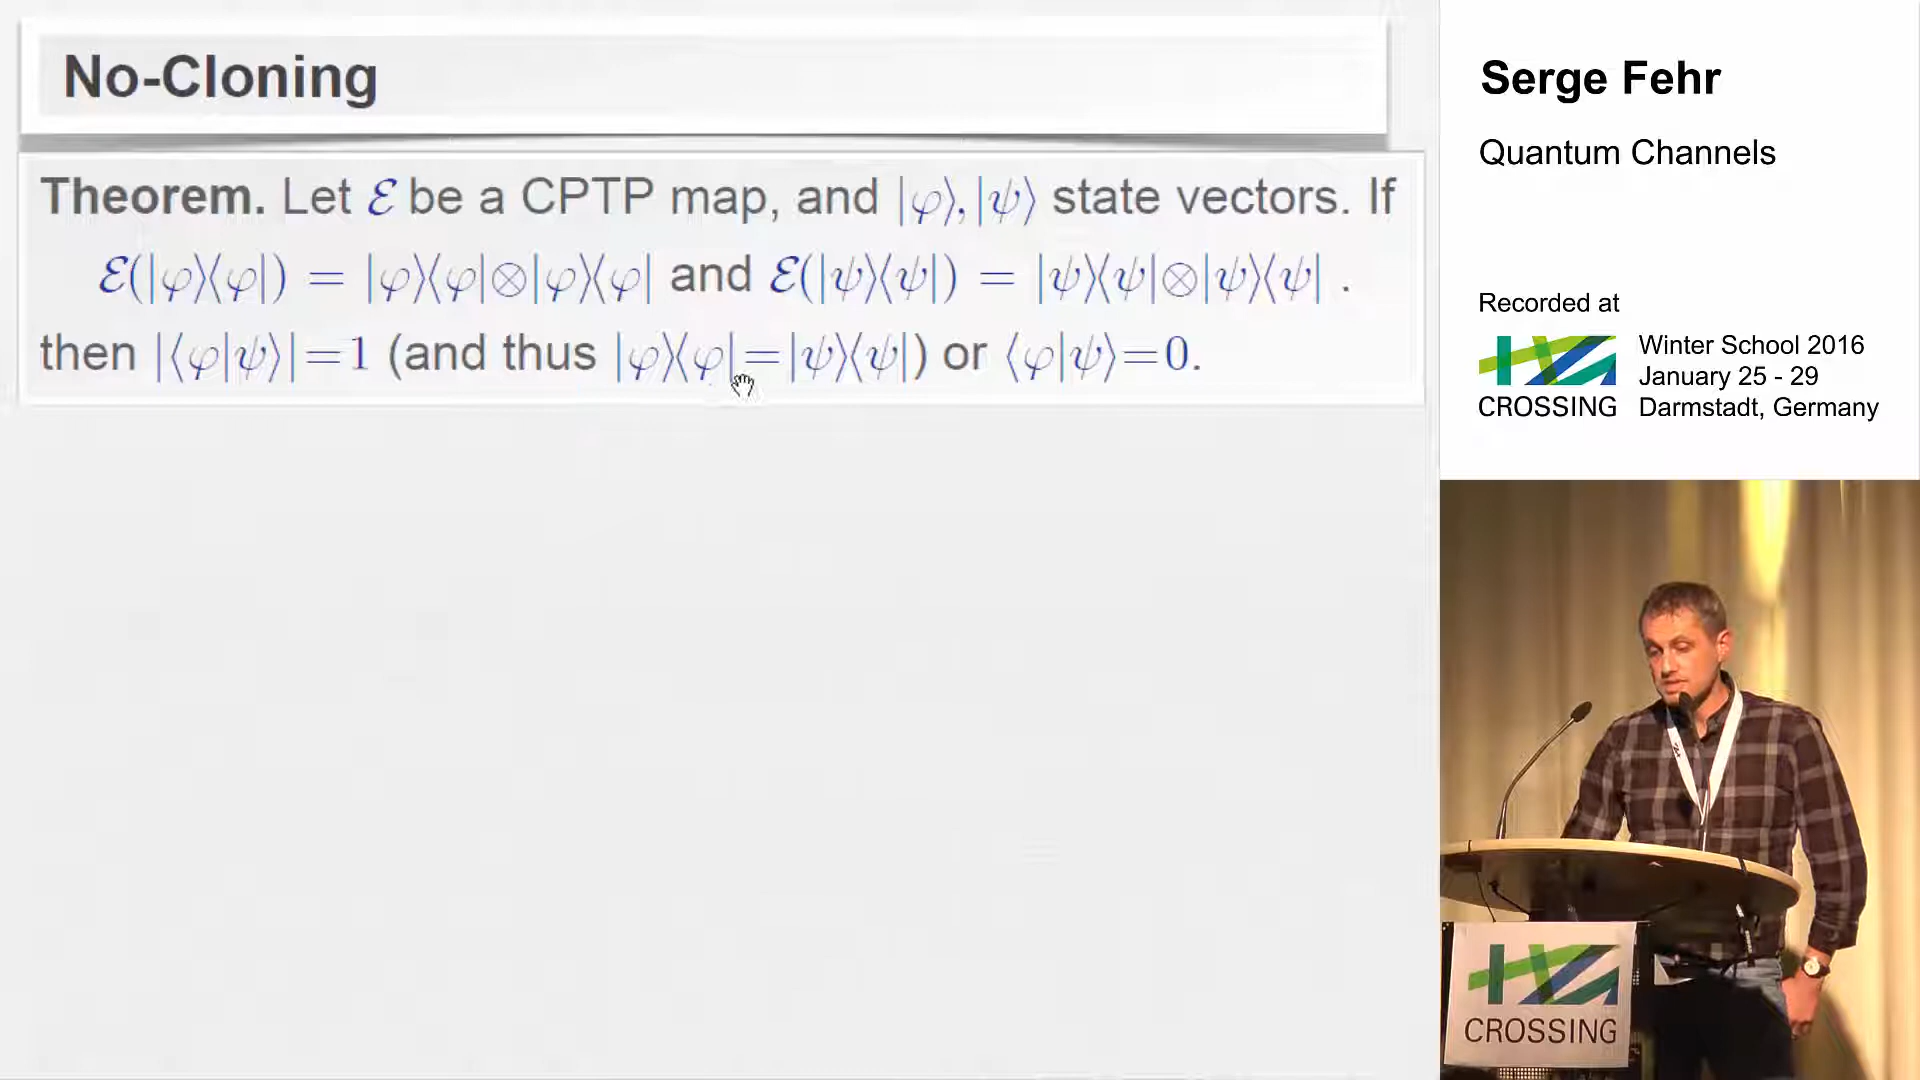 No-Cloning
Theorem. Let ℰ be a CPTP map, and |φ⟩,|ψ⟩ state vectors. If
ℰ(|φ⟩⟨φ|) = |φ⟩⟨φ|⊗|φ⟩⟨φ| and ℰ(|ψ⟩⟨ψ|) = |ψ⟩⟨ψ|⊗|ψ⟩⟨ψ| .
then |⟨φ|ψ⟩|=1 (and thus |φ⟩⟨φ|=|ψ⟩⟨ψ|) or ⟨φ|ψ⟩=0.
Serge Fehr
Quantum Channels
Recorded at
CROSSING
Winter School 2016
January 25 - 29
Darmstadt, Germany
CROSSING